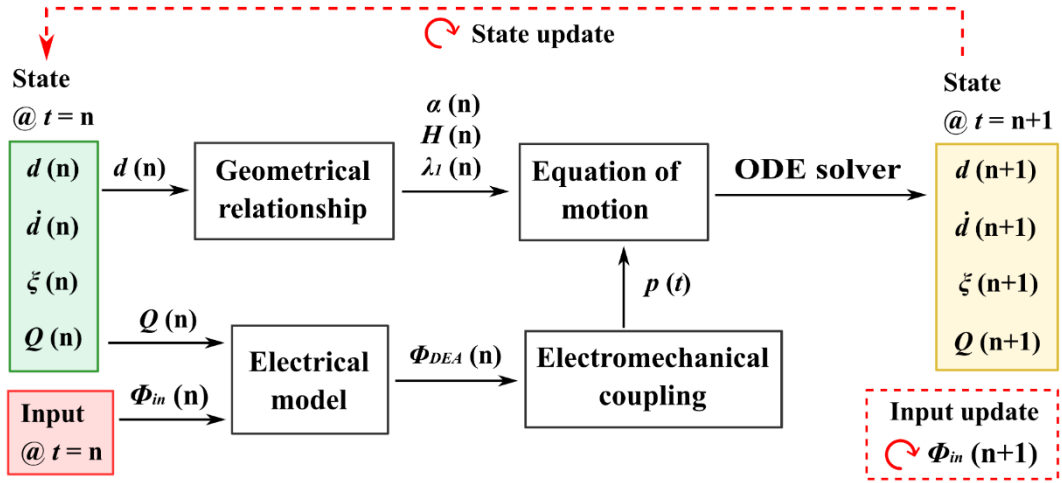 State update
State
@ t = n
d (n)
ḋ (n)
ξ (n)
Q (n)
Input
@ t = n
d (n)
Geometrical
relationship
α (n)
H (n)
λ1 (n)
Equation of
motion
ODE solver
Q (n)
Φin (n)
Electrical
model
ΦDEA (n)
Electromechanical
coupling
p (t)
State
@ t = n+1
d (n+1)
ḋ (n+1)
ξ (n+1)
Q (n+1)
Input update
Φin (n+1)